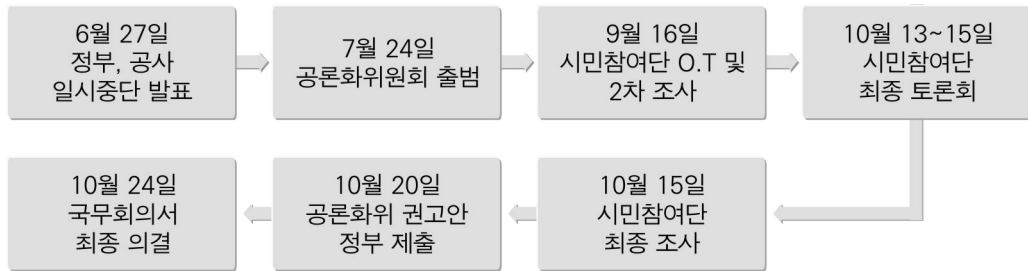 6월 27일
정부, 공사
일시중단 발표
7월 24일
공론화위원회 출범
9월 16일
시민참여단 O.T 및
2차 조사
10월 13~15일
시민참여단
최종 토론회
10월 15일
시민참여단
최종 조사
10월 20일
공론화위 권고안
정부 제출
10월 24일
국무회의서
최종 의결